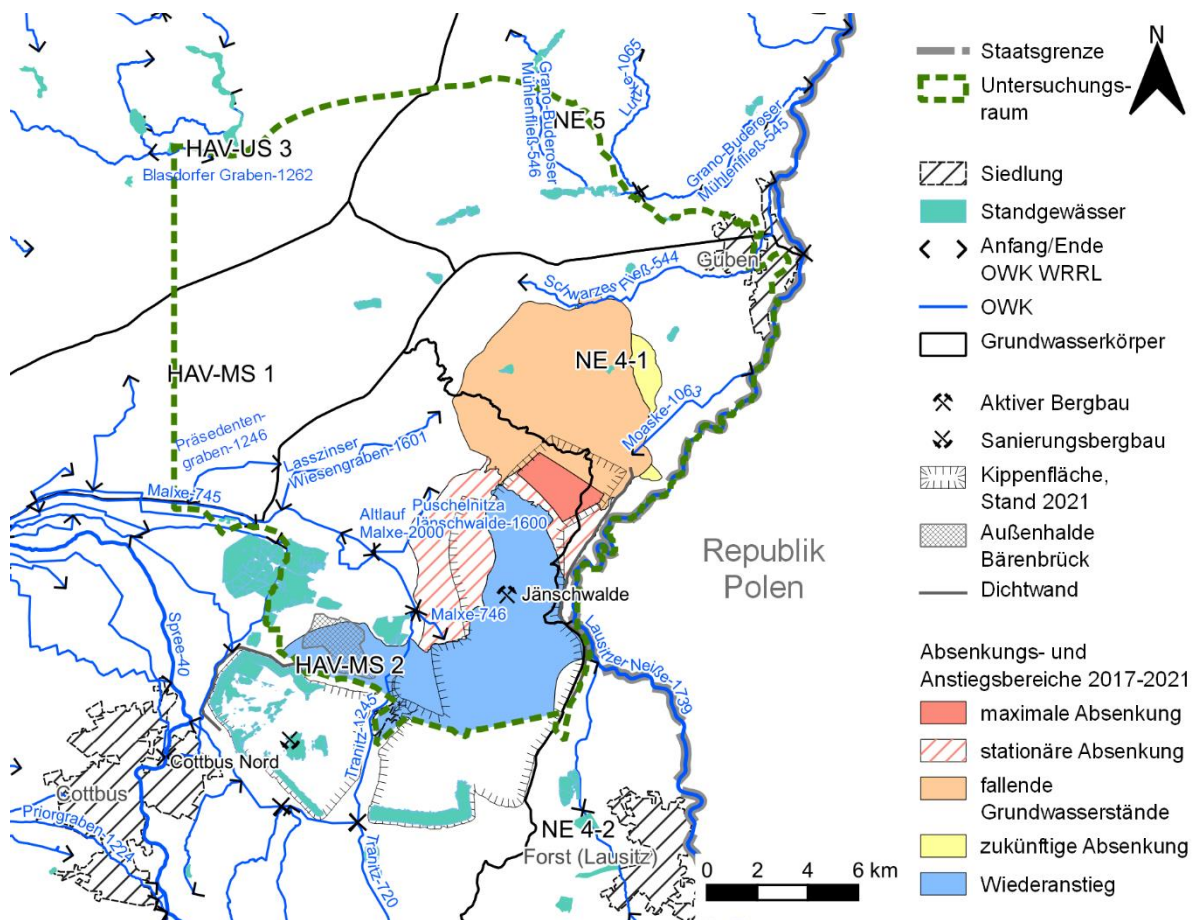 HAV-US 3
Blasdorfer Graben-1262
Grano-Buderoser
Mühlenfließ-546
NE 5
Lutzke-1065
Grano-Buderoser
Mühlenfließ-545
Guben
Schwarzes Fließ-544
HAV-MS 1
NE 4-1
Präsedenten-
graben-1246
Lasszinser
Wiesengraben-1601
Moaske-1063
Malxe-745
Altlauf
Malxe-2000
Puschelnitza
Jänschwalde-1600
Republik
Polen
Jänschwalde
Malxe-746
Spree-40
HAV-MS 2
Lausitzer Neiße-1739
Tranitz-1245
Cottbus Nord
Cottbus
Priorgraben-1224
Tranitz-720
NE 4-2
Forst (Lausitz)
0 2 4 6 km
N
Staatsgrenze
Untersuchungs-
raum
Siedlung
Standgewässer
Anfang/Ende
OWK WRRL
OWK
Grundwasserkörper
Aktiver Bergbau
Sanierungsbergbau
Kippenfläche,
Stand 2021
Außenhalde
Bärenbrück
Dichtwand
Absenkungs- und
Anstiegsbereiche 2017-2021
maximale Absenkung
stationäre Absenkung
fallende
Grundwasserstände
zukünftige Absenkung
Wiederanstieg